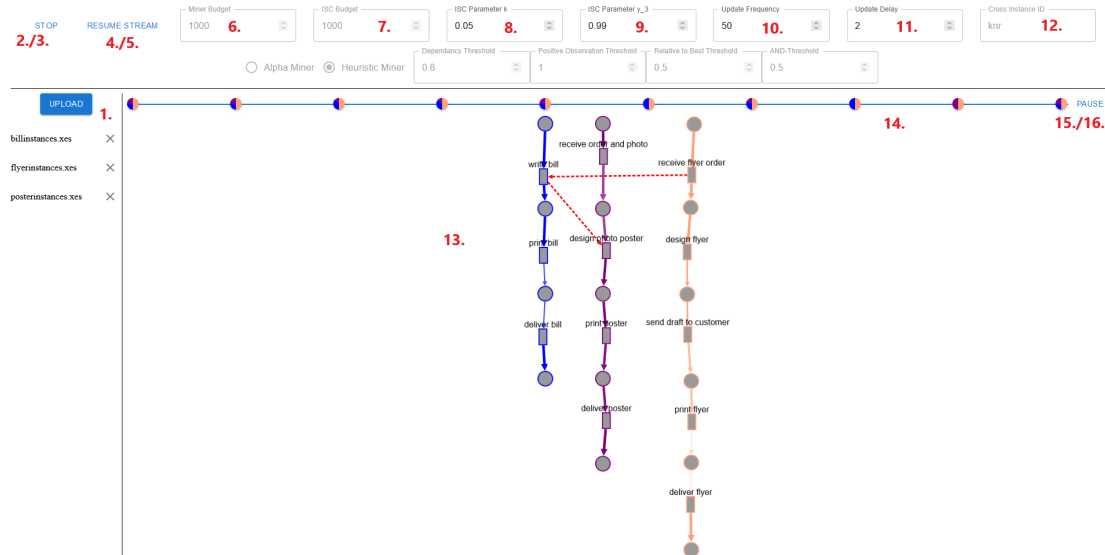 Miner Budget
ISC Budget
ISC Parameter k
ISC Parameter y_3
Update Frequency
Update Delay
Cross Instance ID
STOP
RESUME STREAM
1000 6.
1000 7.
0.05 8.
0.99 9.
50 10.
2 11.
knr 12.
2./3.
4./5.
Dependancy Threshold
Positive Observation Threshold
Relative to Best Threshold
AND-Threshold
Alpha Miner
Heuristic Miner
0.6
1
0.5
0.5
UPLOAD
1.
PAUSE
14.
15./16.
billinstances.xes
flyerinstances.xes
posterinstances.xes
receive order and photo
write bill
receive flyer order
13.
design photo poster
design flyer
print bill
deliver bill
print poster
send draft to customer
deliver poster
print flyer
deliver flyer